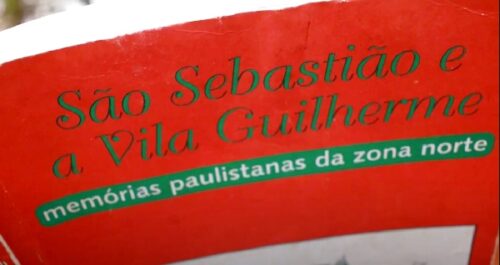 São Sebastião e
a Vila Guilherme
memórias paulistanas da zona norte